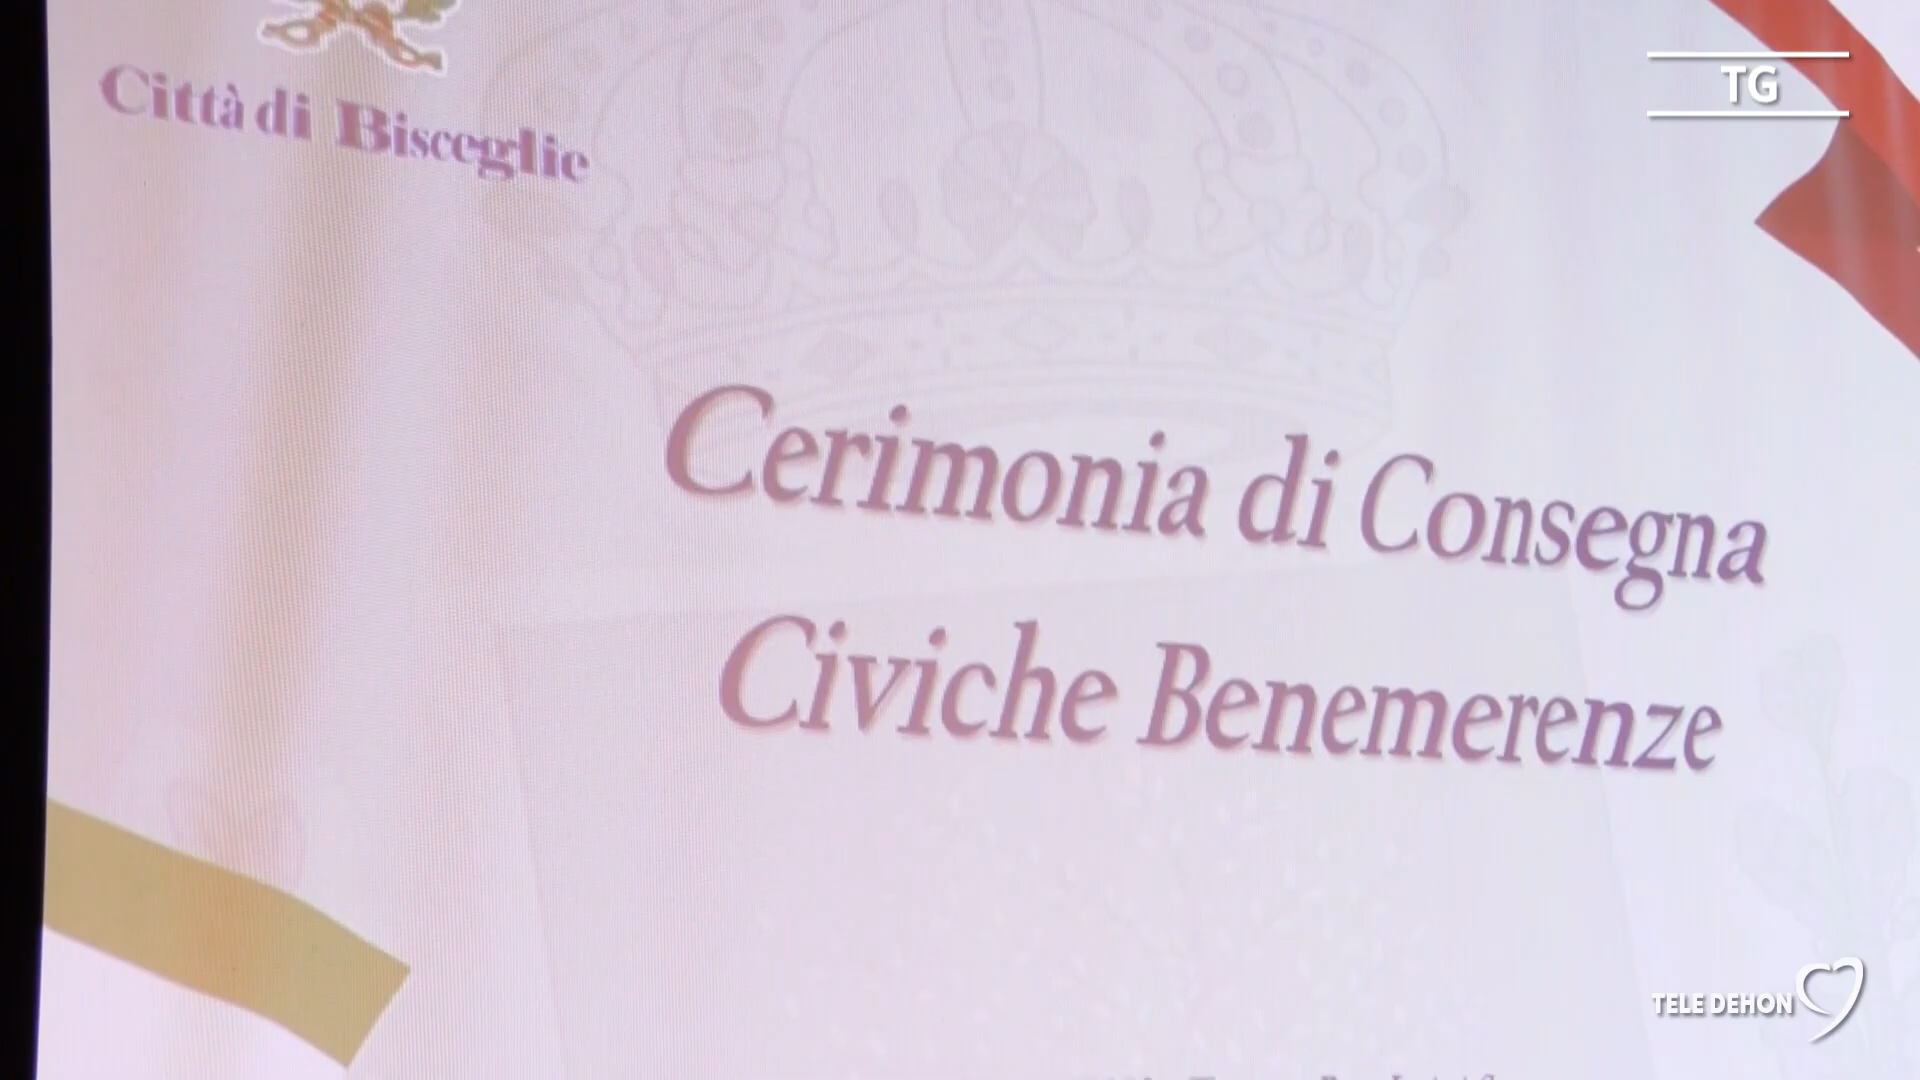 Città di Bisceglie
TG
Cerimonia di Consegna
Civiche Benemerenze
TELE DEHON